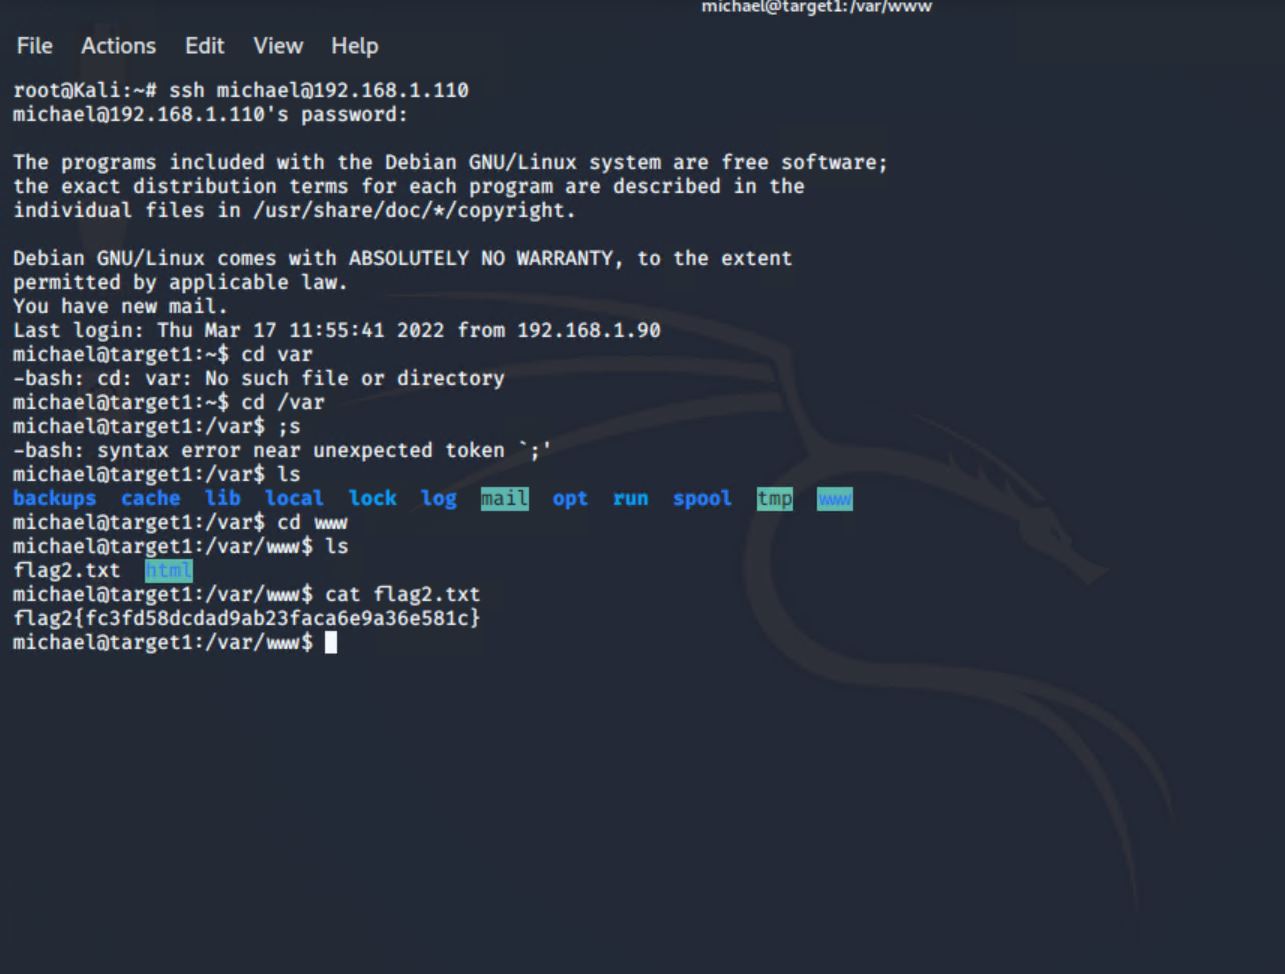 michael@target1:/var/www
File Actions Edit View Help
root@Kali:~# ssh michael@192.168.1.110
michael@192.168.1.110's password:
The programs included with the Debian GNU/Linux system are free software;
the exact distribution terms for each program are described in the
individual files in /usr/share/doc/*/copyright.
Debian GNU/Linux comes with ABSOLUTELY NO WARRANTY, to the extent
permitted by applicable law.
You have new mail.
Last login: Thu Mar 17 11:55:41 2022 from 192.168.1.90
michael@target1:~$ cd var
-bash: cd: var: No such file or directory
michael@target1:~$ cd /var
michael@target1:/var$ ;s
-bash: syntax error near unexpected token `;'
michael@target1:/var$ ls
backups cache lib local lock log mail opt run spool tmp www
michael@target1:/var$ cd www
michael@target1:/var/www$ ls
flag2.txt html
michael@target1:/var/www$ cat flag2.txt
flag2{fc3fd58dcdad9ab23faca6e9a36e581c}
michael@target1:/var/www$